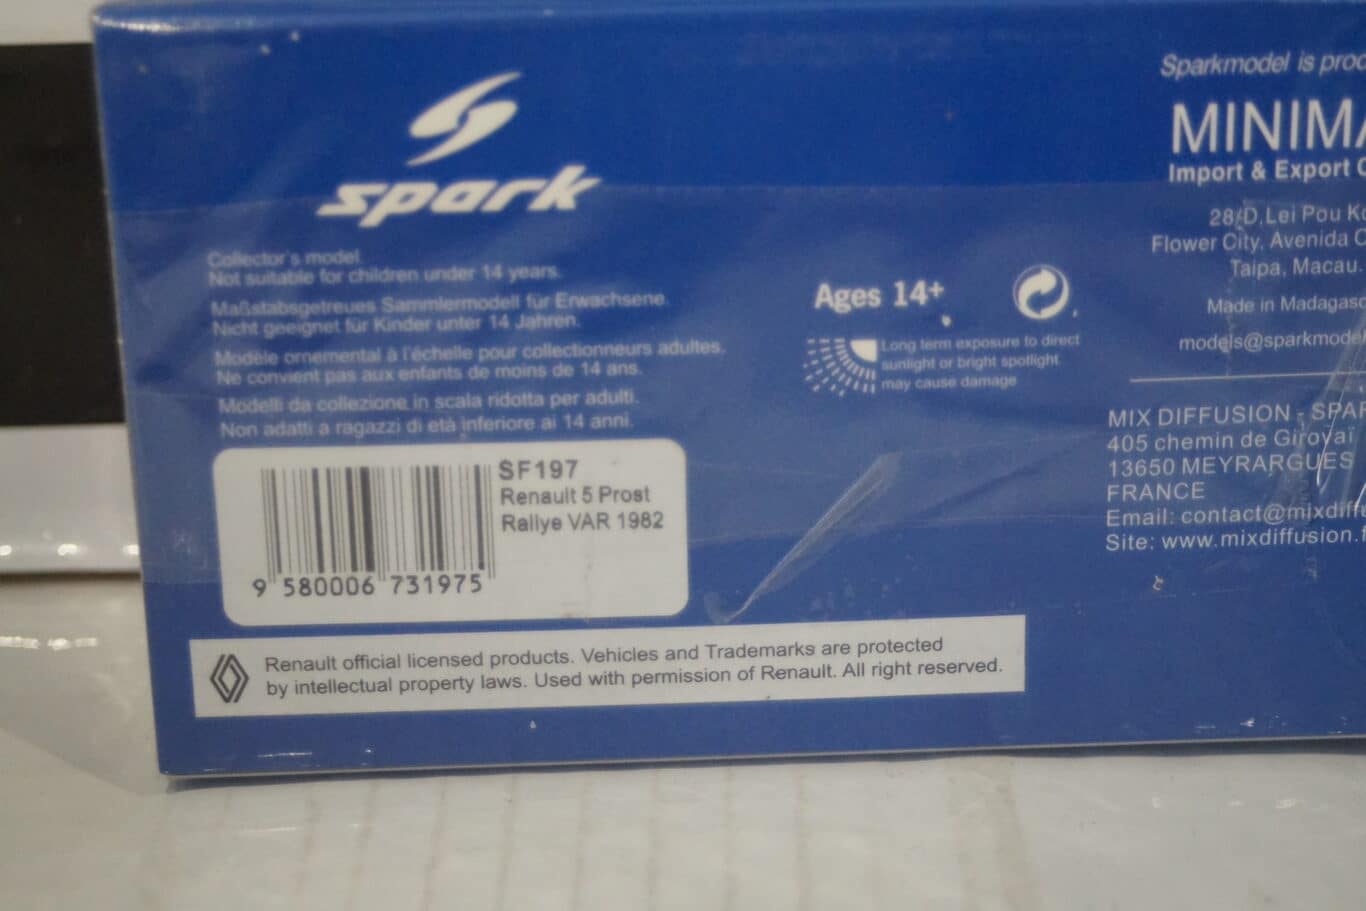 spark
Collector's model
Not suitable for children under 14 years.
Maßstabsgetreues Sammlermodell für Erwachsene.
Nicht geeignet für Kinder unter 14 Jahren.
Modèle ornemental à l'échelle pour collectionneurs adultes.
Ne convient pas aux enfants de moins de 14 ans.
Modelli da collezione in scala ridotta per adulti.
Non adatti a ragazzi di età inferiore ai 14 anni.
SF197
Renault 5 Prost
Rallye VAR 1982
9 580006 731975
Renault official licensed products. Vehicles and Trademarks are protected
by intellectual property laws. Used with permission of Renault. All right reserved.
Ages 14+
Long term exposure to direct
sunlight or bright spotlight
may cause damage
Sparkmodel is
MINIMA
Import & Export
28/D, Lei Pou
Flower City, Avenida
Taipa, Macau.
Made in
MIX DIFFUSION - SPAR
405 chemin de Girovaï
13650 MEYRARGUES
FRANCE
Email: contact@mixdiff
Site: www.mixdiffusion.f